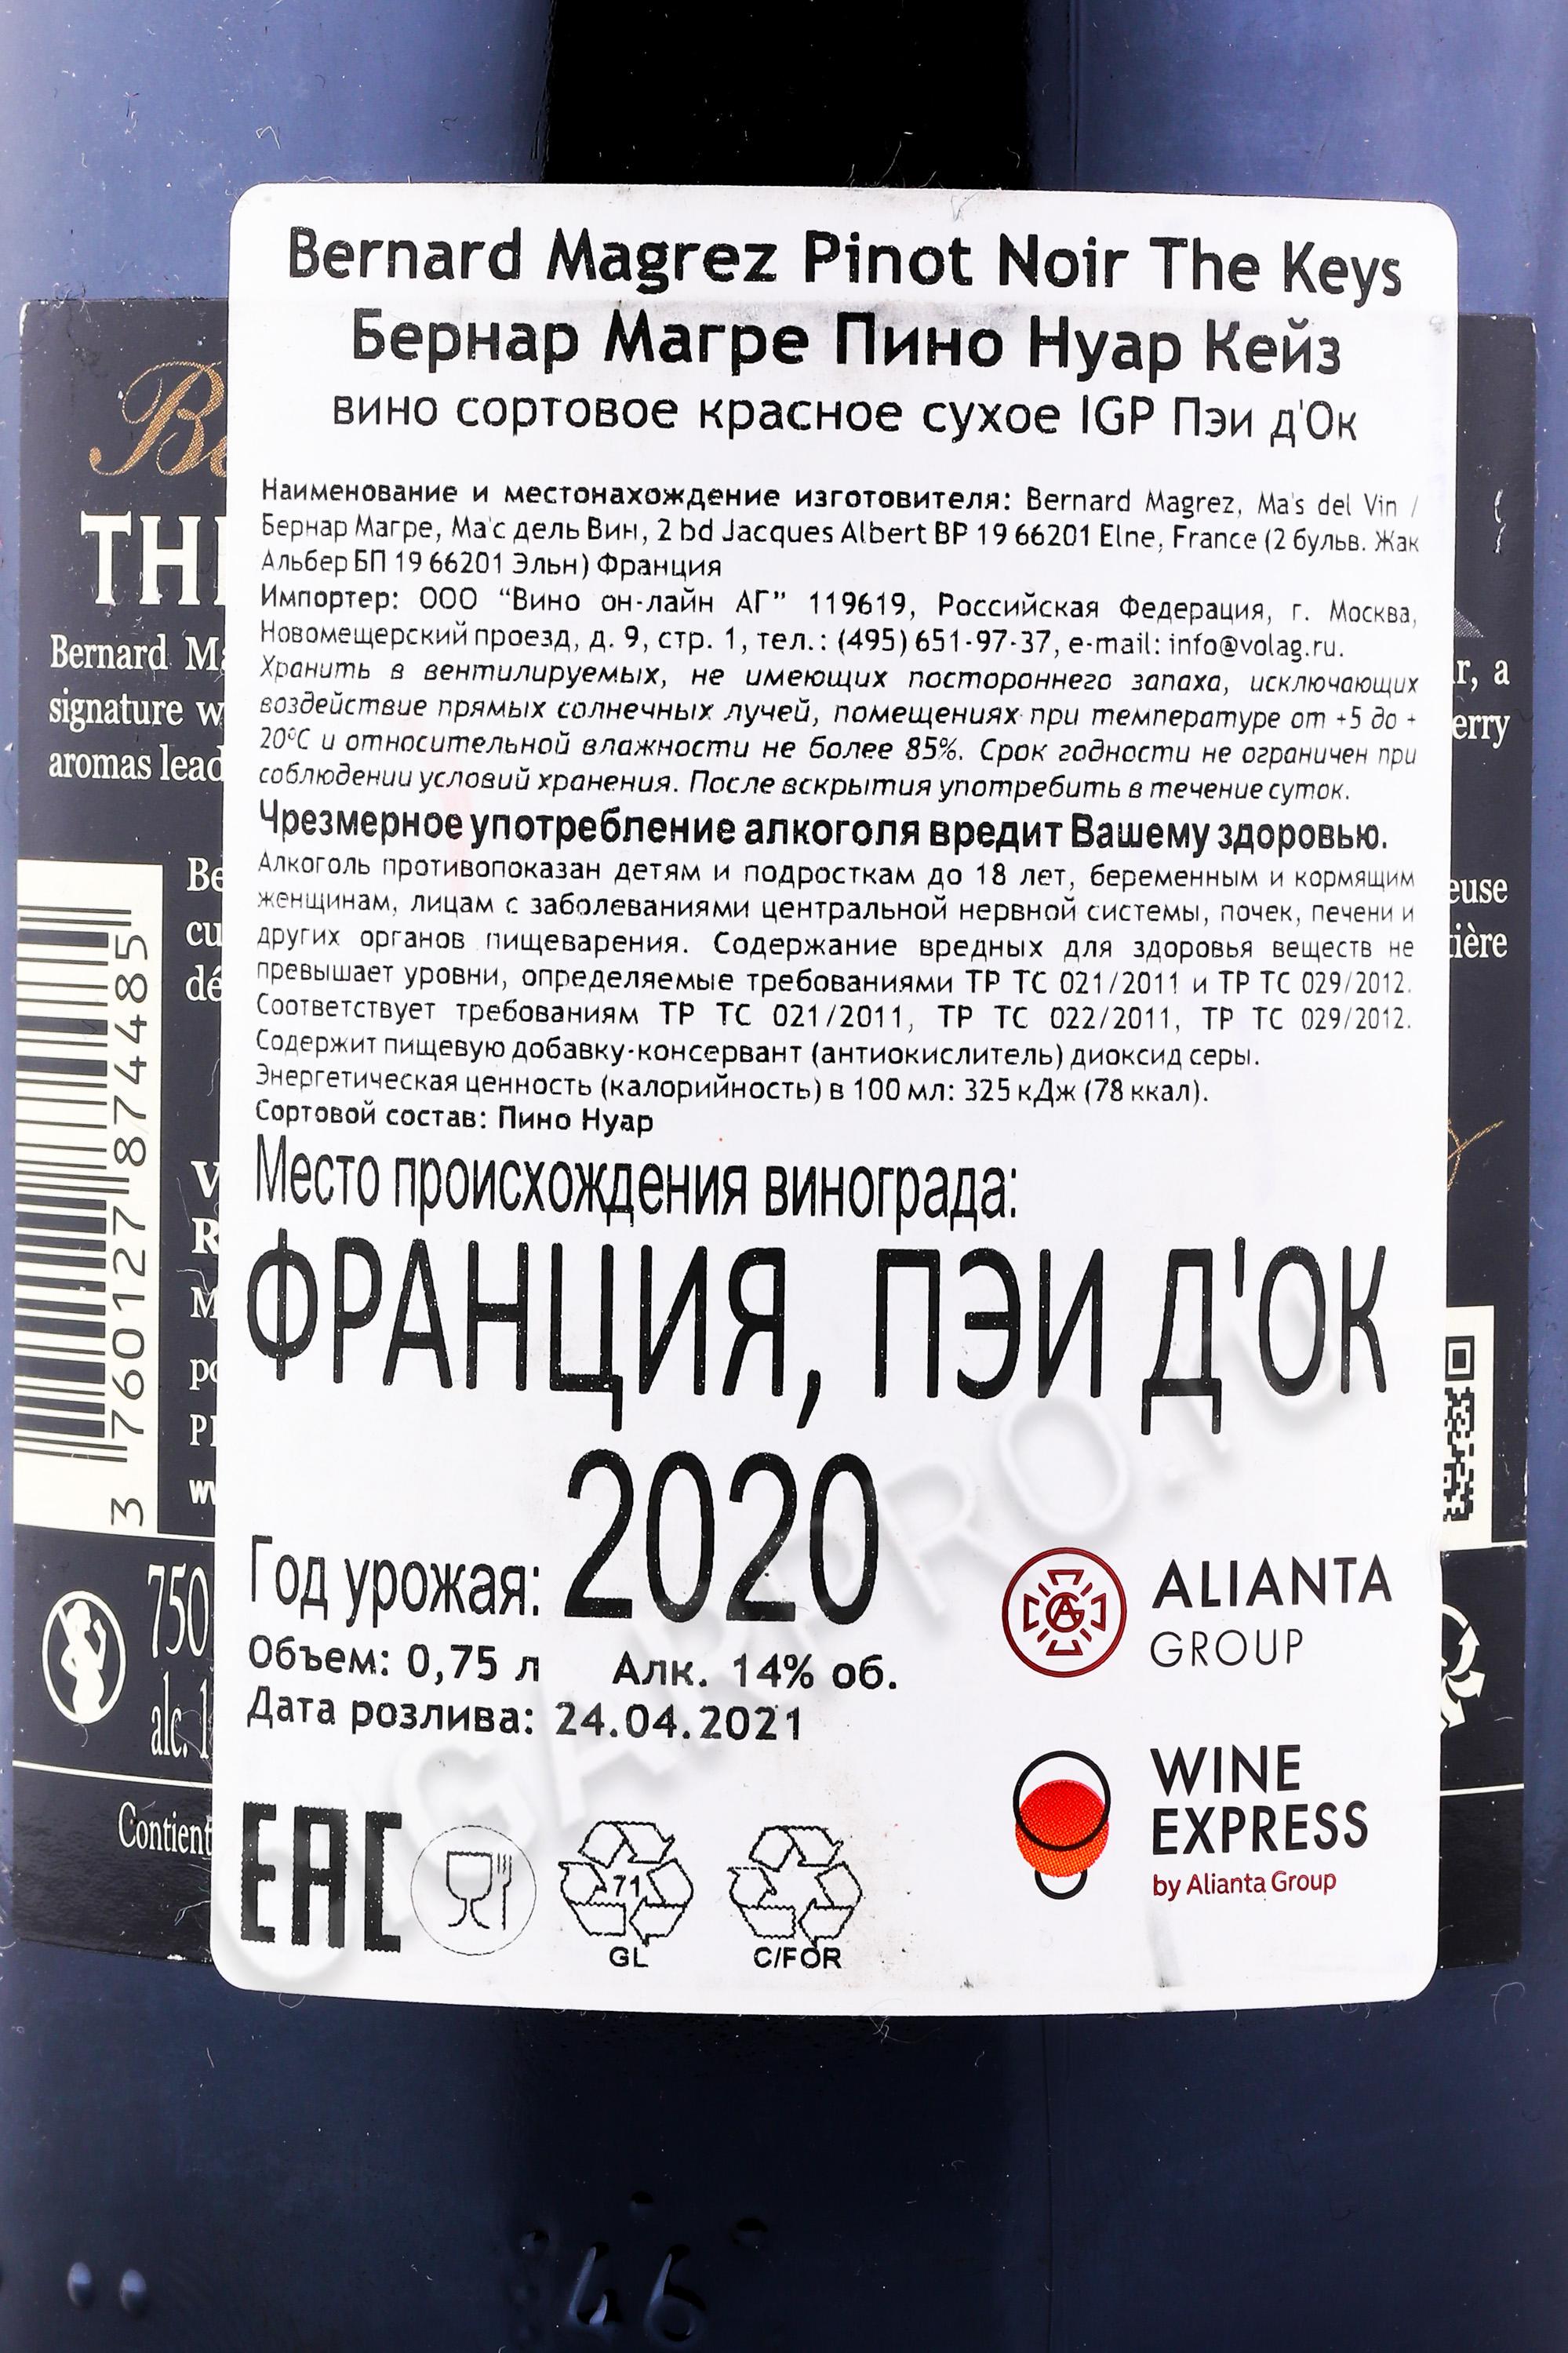 Bernard Magrez Pinot Noir The Keys
Бернар Магре Пино Нуар Кейз
вино сортовое красное сухое IGP Пэи д'Ок
Наименование и местонахождение изготовителя: Bernard Magrez, Ma's del Vin /
Бернар Магре, Ма'с дель Вин, 2 bd Jacques Albert BP 19 66201 Elne, France (2 бульв. Жак
Альбер БП 19 66201 Эльн) Франция
Импортер: ООО “Вино он-лайн АГ” 119619, Российская Федерация, г. Москва,
Новомещерский проезд, д. 9, стр. 1, тел.: (495) 651-97-37, e-mail: info@volag.ru.
Хранить в вентилируемых, не имеющих постороннего запаха, исключающих
воздействие прямых солнечных лучей, помещениях при температуре от +5 до +
20°С и относительной влажности не более 85%. Срок годности не ограничен при
соблюдении условий хранения. После вскрытия употребить в течение суток.
Чрезмерное употребление алкоголя вредит Вашему здоровью.
Алкоголь противопоказан детям и подросткам до 18 лет, беременным и кормящим
женщинам, лицам с заболеваниями центральной нервной системы, почек, печени и
других органов пищеварения. Содержание вредных для здоровья веществ не
превышает уровни, определяемые требованиями ТР ТС 021/2011 и ТР ТС 029/2012.
Соответствует требованиям ТР ТС 021/2011, ТР ТС 022/2011, ТР ТС 029/2012.
Содержит пищевую добавку-консервант (антиокислитель) диоксид серы.
Энергетическая ценность (калорийность) в 100 мл: 325 кДж (78 ккал).
Сортовой состав: Пино Нуар
Место происхождения винограда:
ФРАНЦИЯ, ПЭИ Д'ОК
Год урожая: 2020
Объем: 0,75 л Алк. 14% об.
Дата розлива: 24.04.2021
ALIANTA
GROUP
WINE
EXPRESS
by Alianta Group
EAC
71
GL
C/FOR
Bernard
signature
aromas
r, a
3 760127 874485
750
alc.
Contient
CIGARPRO.ru
46